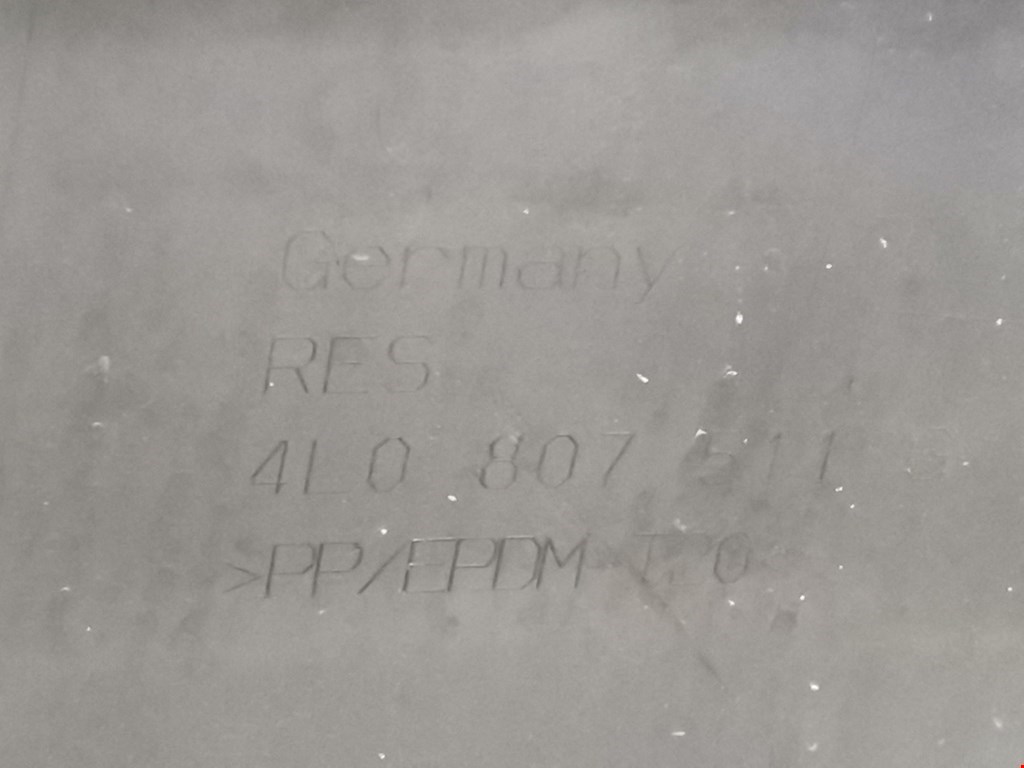 Germany
RES
4L0 807 511
>PP/EPDM